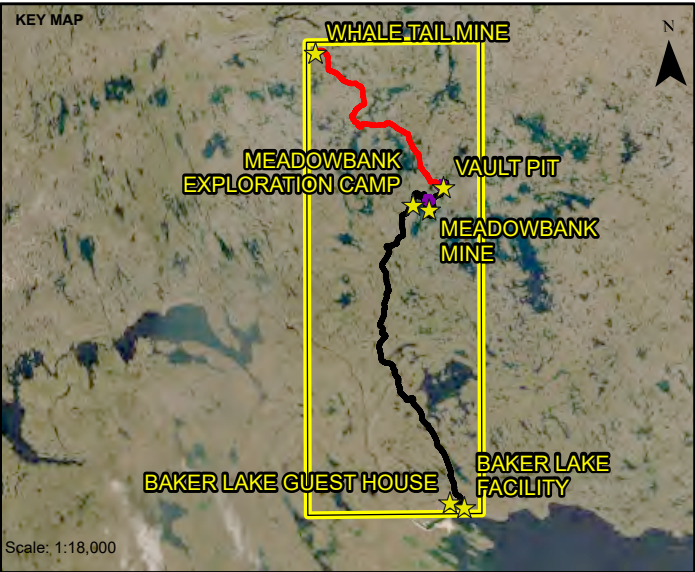 KEY MAP
N
WHALE TAIL MINE
MEADOWBANK
EXPLORATION CAMP
VAULT PIT
MEADOWBANK
MINE
BAKER LAKE GUEST HOUSE
BAKER LAKE
FACILITY
Scale: 1:18,000